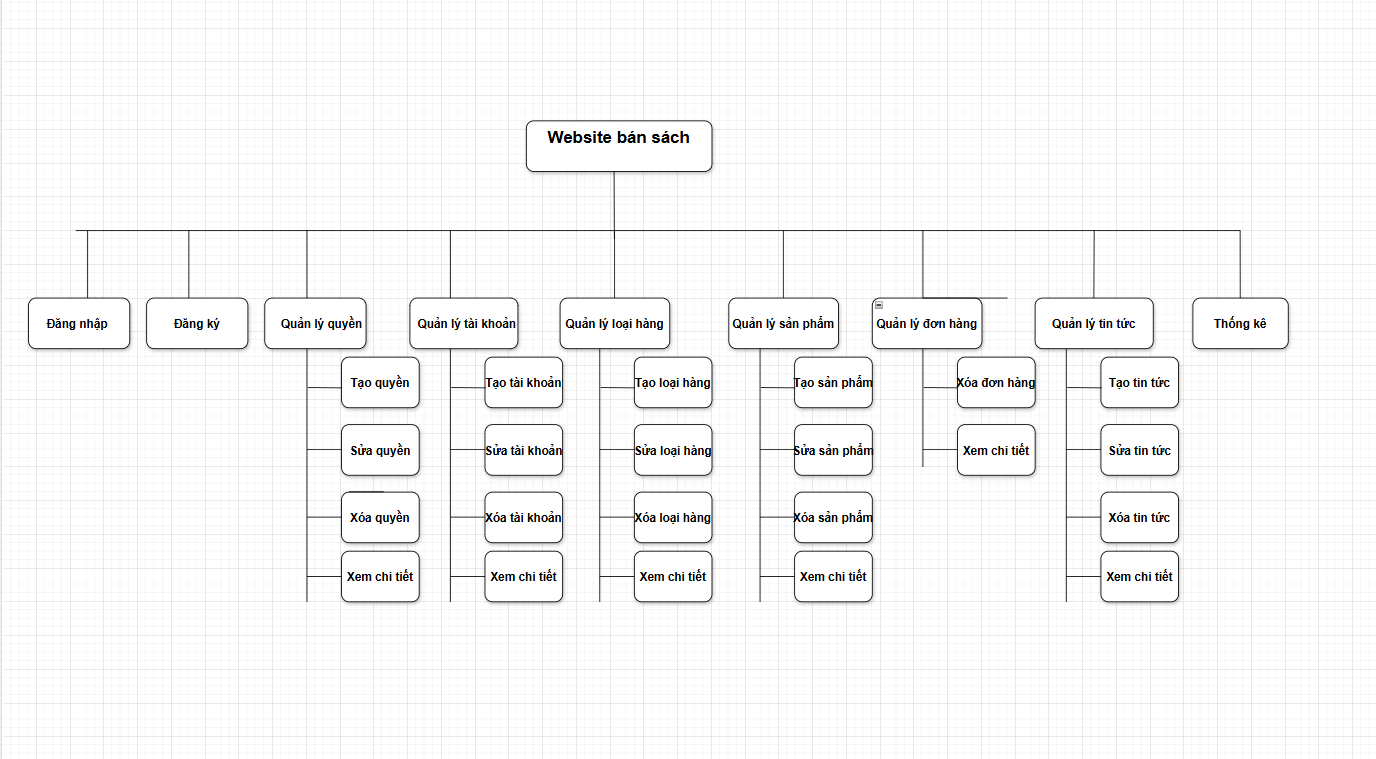 Website bán sách
Đăng nhập
Đăng ký
Quản lý quyền
Quản lý tài khoản
Quản lý loại hàng
Quản lý sản phẩm
Quản lý đơn hàng
Quản lý tin tức
Thống kê
Tạo quyền
Tạo tài khoản
Tạo loại hàng
Tạo sản phẩm
Xóa đơn hàng
Tạo tin tức
Sửa quyền
Sửa tài khoản
Sửa loại hàng
Sửa sản phẩm
Xem chi tiết
Sửa tin tức
Xóa quyền
Xóa tài khoản
Xóa loại hàng
Xóa sản phẩm
Xóa tin tức
Xem chi tiết
Xem chi tiết
Xem chi tiết
Xem chi tiết
Xem chi tiết